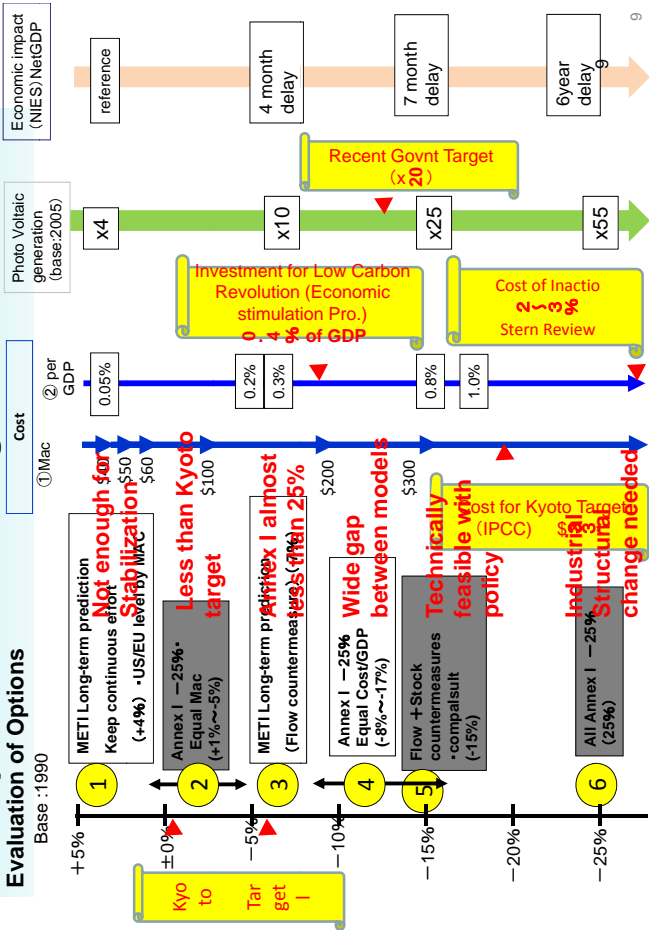 Evaluation of Options
Base :1990
Cost
①Mac
② per
GDP
Photo Voltaic
generation
(base:2005)
Economic impact
(NIES) NetGDP
+5%
±0%
−5%
−10%
−15%
−20%
−25%
Kyo
to
Tar
get
I
1
METI Long-term prediction
Keep continuous effort
(+4%) ・US/EU level by MAC
Not enough for
Stabilization
2
Annex I −25%・
Equal Mac
(+1%〜-5%)
Less than Kyoto
target
3
METI Long-term prediction
(Flow countermeasure) (-7%)
Annex I almost
less than 25%
4
Annex I −25%
Equal Cost/GDP
(-8%〜-17%)
Wide gap
between models
5
Flow +Stock
countermeasures
・compalsult
(-15%)
Technically
feasible with
policy
6
All Annex I −25%
(25%)
Industrial
Structural
change needed
$50
$60
$100
$200
$300
Cost for Kyoto Target
(IPCC)
0.05%
0.2%
0.3%
0.8%
1.0%
Investment for Low Carbon
Revolution (Economic
stimulation Pro.)
0.4% of GDP
Cost of Inactio
2〜3%
Stern Review
x4
x10
x25
x55
Recent Govnt Target
(x20)
reference
4 month
delay
7 month
delay
6year
delay
9
9